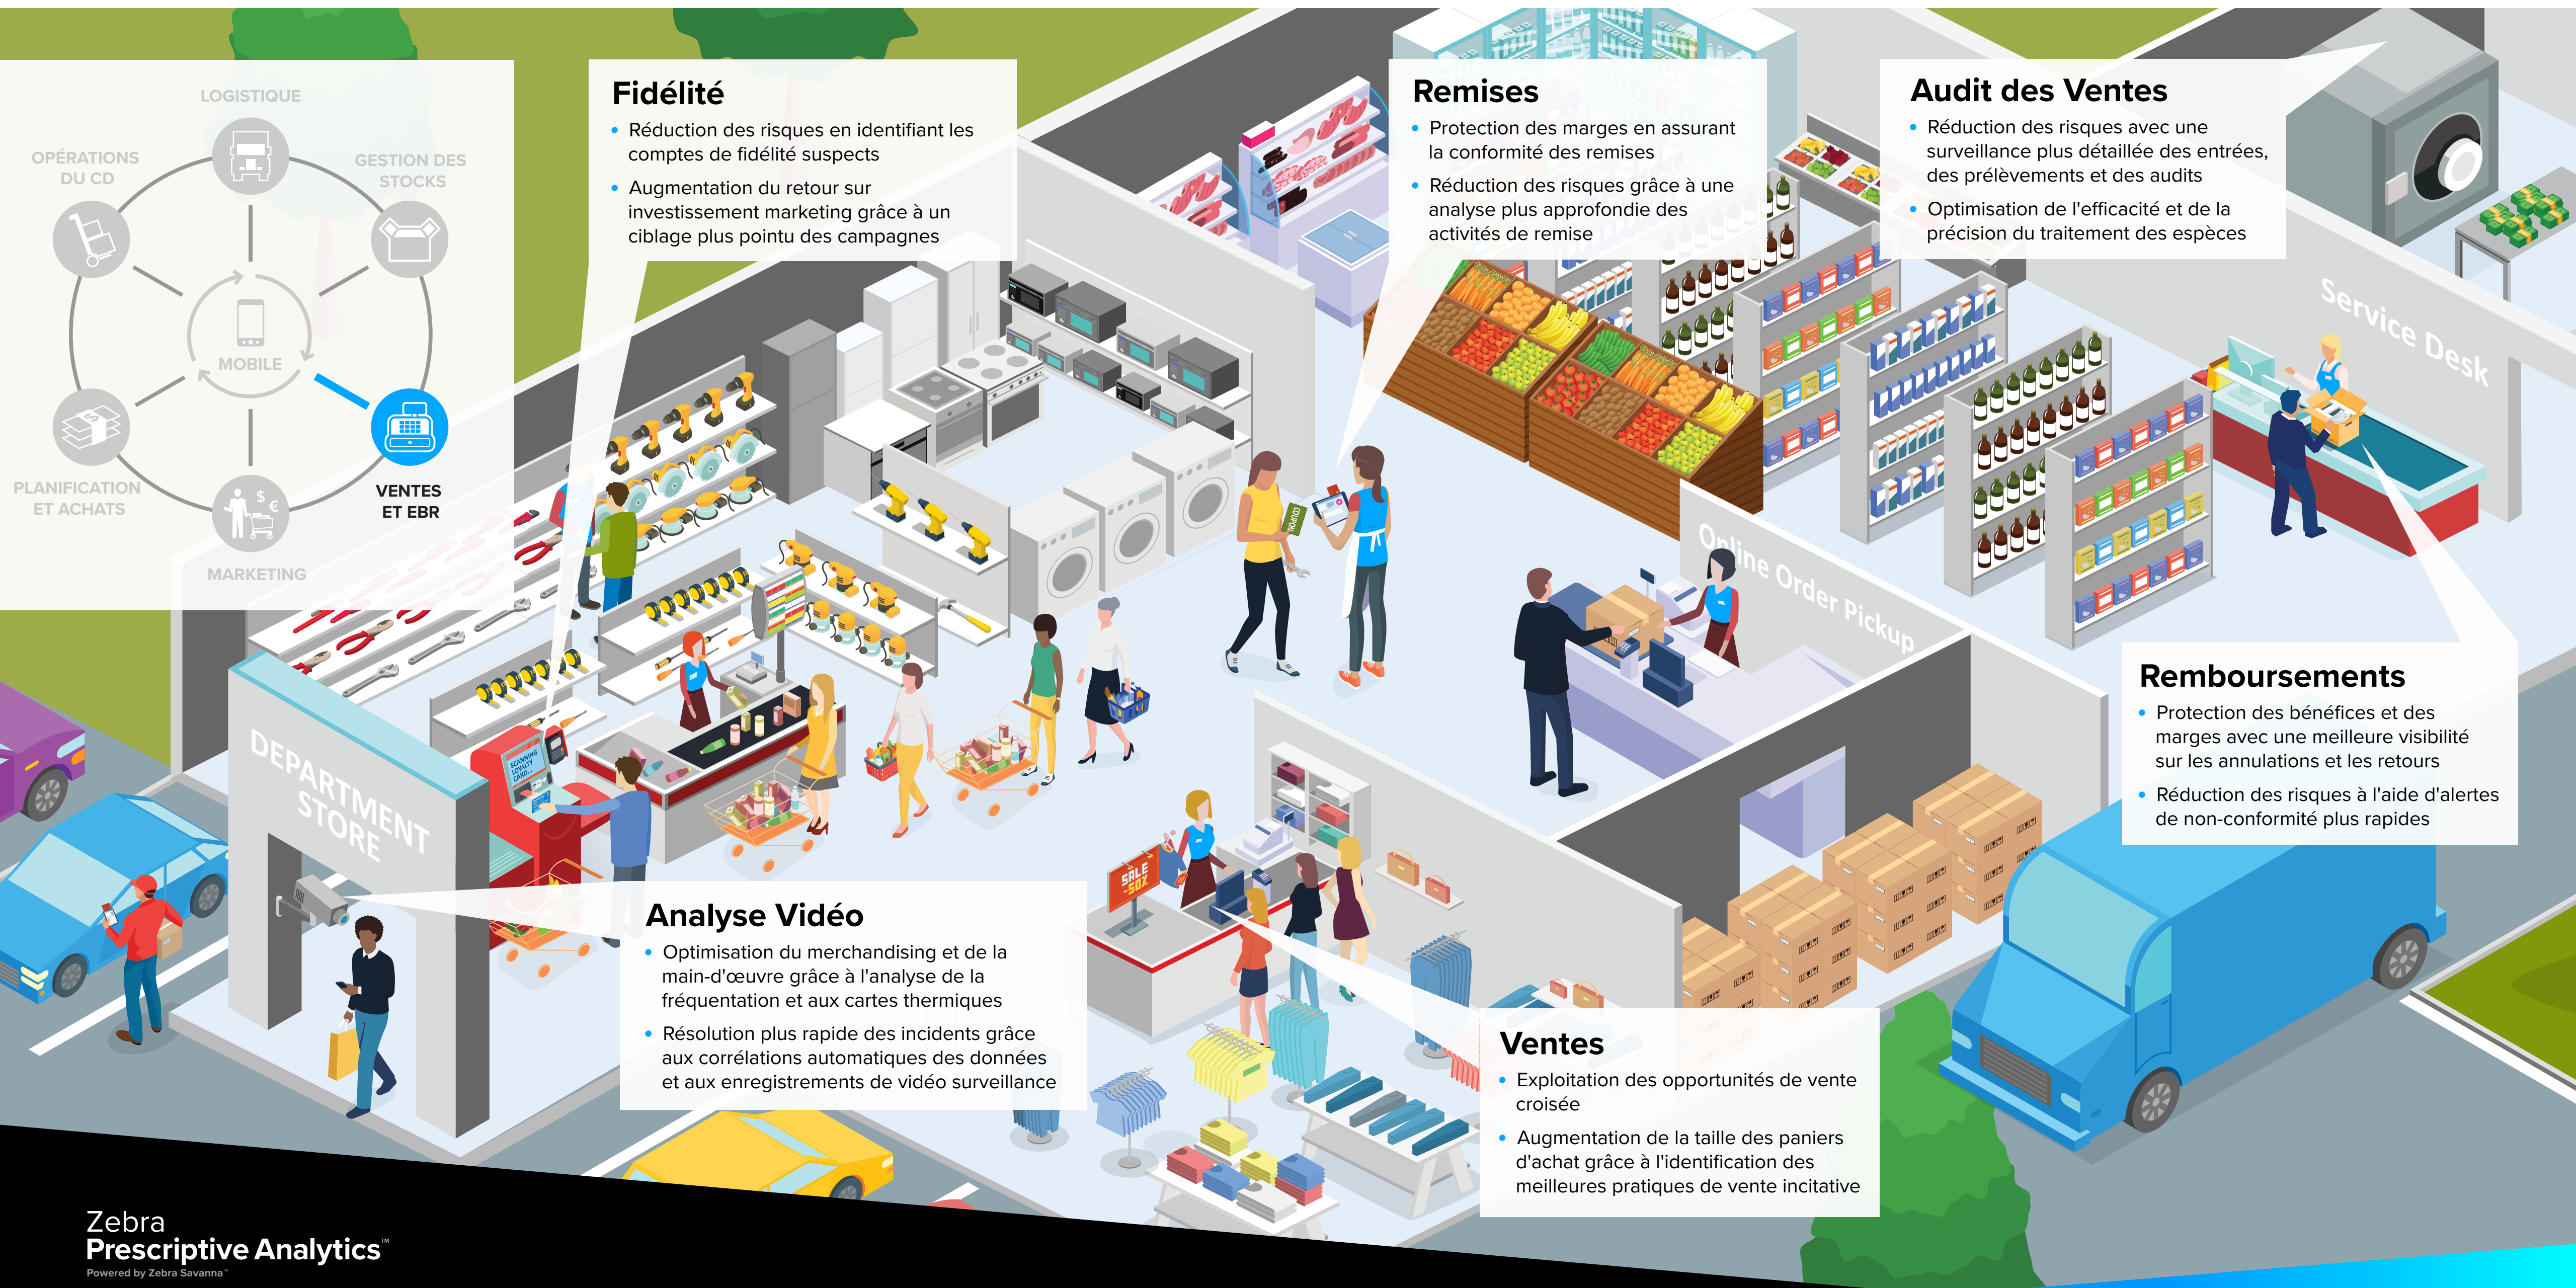 LOGISTIQUE
OPÉRATIONS
DU CD
GESTION DES
STOCKS
MOBILE
PLANIFICATION
ET ACHATS
VENTES
ET EBR
MARKETING
Fidélité
• Réduction des risques en identifiant les
comptes de fidélité suspects
• Augmentation du retour sur
investissement marketing grâce à un
ciblage plus pointu des campagnes
Remises
• Protection des marges en assurant
la conformité des remises
• Réduction des risques grâce à une
analyse plus approfondie des
activités de remise
Audit des Ventes
• Réduction des risques avec une
surveillance plus détaillée des entrées,
des prélèvements et des audits
• Optimisation de l'efficacité et de la
précision du traitement des espèces
Service Desk
COUPON
Online Order Pickup
Remboursements
• Protection des bénéfices et des
marges avec une meilleure visibilité
sur les annulations et les retours
• Réduction des risques à l'aide d'alertes
de non-conformité plus rapides
DEPARTMENT
STORE
SCANNING
LOYALTY
CARD...
SALE
-50%
Analyse Vidéo
• Optimisation du merchandising et de la
main-d'œuvre grâce à l'analyse de la
fréquentation et aux cartes thermiques
• Résolution plus rapide des incidents grâce
aux corrélations automatiques des données
et aux enregistrements de vidéo surveillance
Ventes
• Exploitation des opportunités de vente
croisée
• Augmentation de la taille des paniers
d'achat grâce à l'identification des
meilleures pratiques de vente incitative
Zebra
Prescriptive Analytics™
Powered by Zebra Savanna™